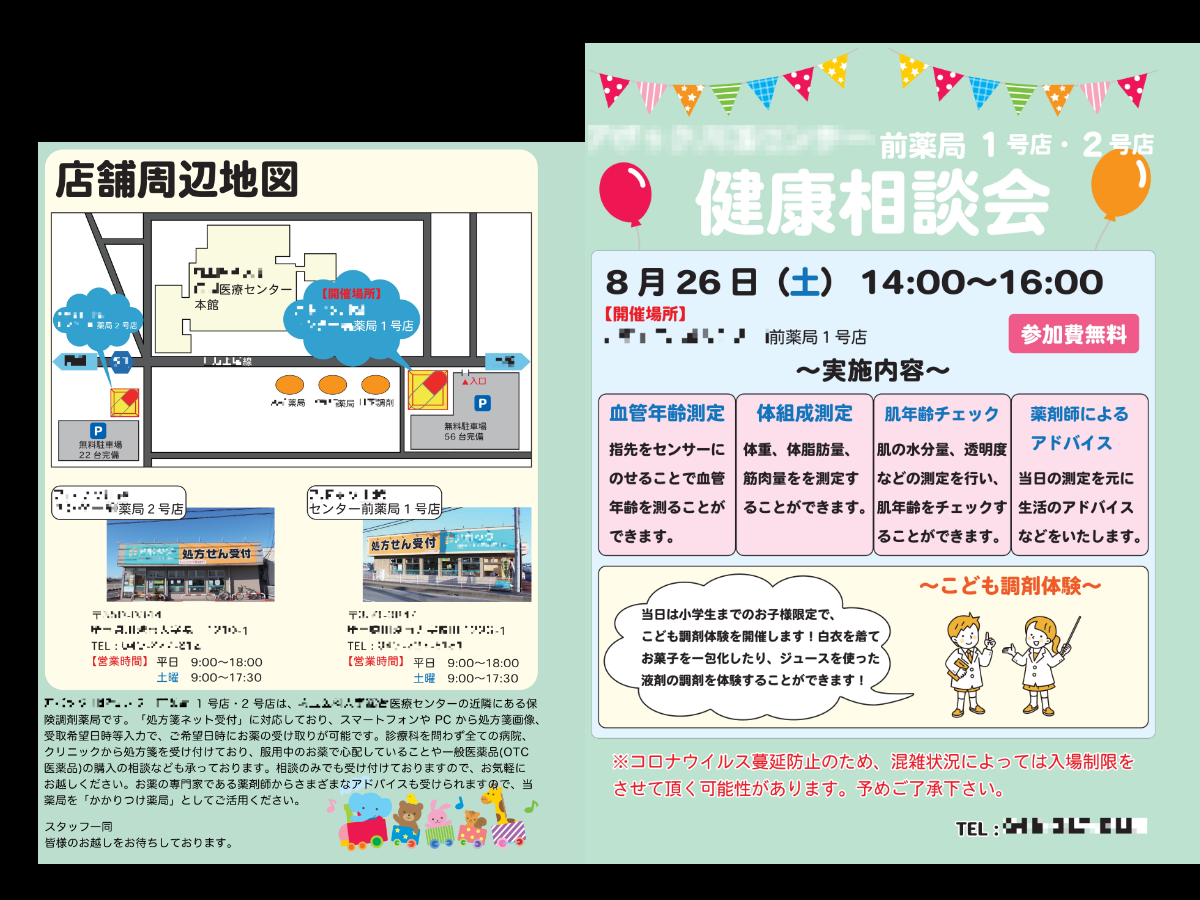 店舗周辺地図
医療センター
本館
【開催場所】
薬局１号店
薬局２号店
線
薬局
薬局
調剤
▲入口
P
無料駐車場
56 台完備
P
無料駐車場
22 台完備
薬局２号店
センター前薬局１号店
処方せん受付
処方せん受付
TEL：
【営業時間】 平日 9:00〜18:00
土曜 9:00〜17:30
TEL：
【営業時間】 平日 9:00〜18:00
土曜 9:00〜17:30
１号店・２号店は、医療センターの近隣にある保
険調剤薬局です。「処方箋ネット受付」に対応しており、スマートフォンや PC から処方箋画像、
受取希望日時等入力で、ご希望日時にお薬の受け取りが可能です。診療科を問わず全ての病院、
クリニックから処方箋を受け付けており、服用中のお薬で心配していることや一般医薬品(OTC
医薬品)の購入の相談なども承っております。相談のみでも受け付けておりますので、お気軽に
お越しください。お薬の専門家である薬剤師からさまざまなアドバイスも受けられますので、当
薬局を「かかりつけ薬局」としてご活用ください。
スタッフ一同
皆様のお越しをお待ちしております。
前薬局 １号店・２号店
健康相談会
8月26日（土） 14:00〜16:00
【開催場所】
前薬局１号店
参加費無料
〜実施内容〜
血管年齢測定
指先をセンサーに
のせることで血管
年齢を測ることが
できます。
体組成測定
体重、体脂肪量、
筋肉量をを測定す
ることができます。
肌年齢チェック
肌の水分量、透明度
などの測定を行い、
肌年齢をチェックす
ることができます。
薬剤師による
アドバイス
当日の測定を元に
生活のアドバイス
などをいたします。
〜こども調剤体験〜
当日は小学生までのお子様限定で、
こども調剤体験を開催します！白衣を着て
お菓子を一包化したり、ジュースを使った
液剤の調剤を体験することができます！
※コロナウイルス蔓延防止のため、混雑状況によっては入場制限を
させて頂く可能性があります。予めご了承下さい。
TEL：